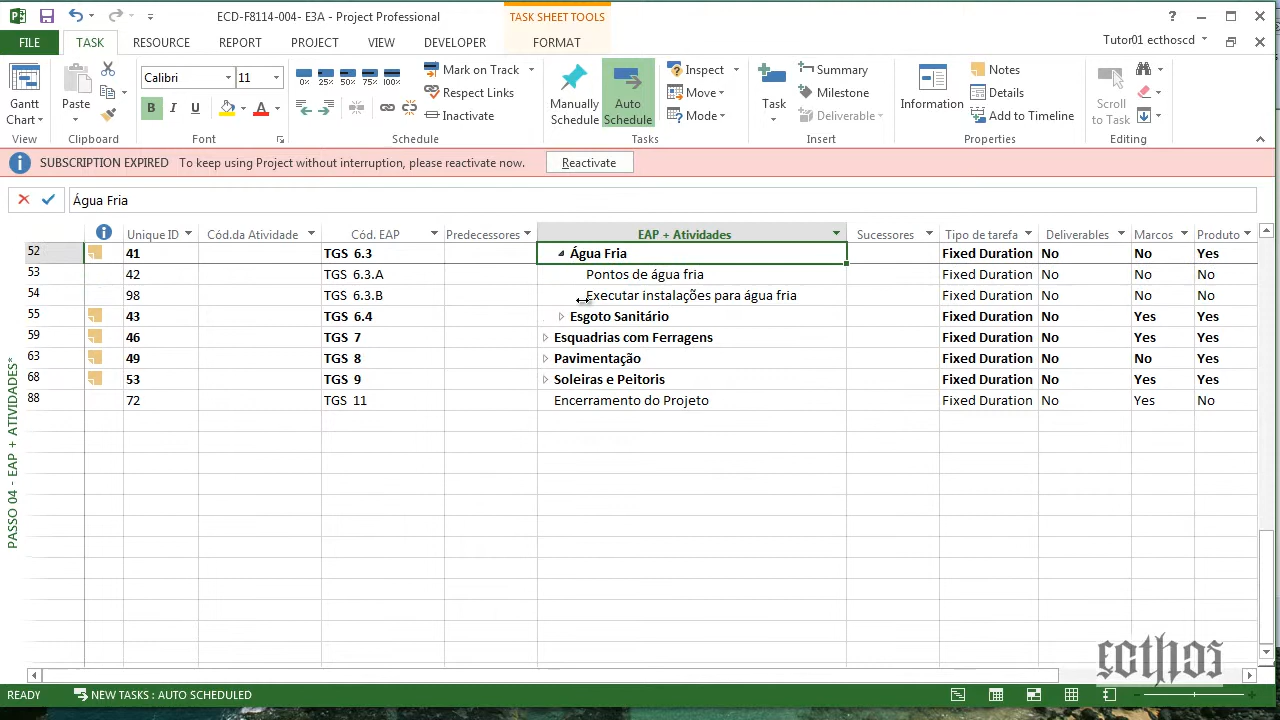 ECD-F8114-004- E3A - Project Professional
TASK SHEET TOOLS
Tutor01 ecthoscd
FILE TASK RESOURCE REPORT PROJECT VIEW DEVELOPER FORMAT
Gantt Chart
View
Paste
Clipboard
Calibri 11
B I U A
Font
0% 25% 50% 75% 100%
Mark on Track
Respect Links
Inactivate
Schedule
Manually Schedule
Auto Schedule
Inspect
Move
Mode
Tasks
Task
Summary
Milestone
Deliverable
Insert
Information
Notes
Details
Add to Timeline
Properties
Scroll to Task
Editing
SUBSCRIPTION EXPIRED To keep using Project without interruption, please reactivate now. Reactivate
Água Fria
Unique ID Cód.da Atividade Cód. EAP Predecessores EAP + Atividades Sucessores Tipo de tarefa Deliverables Marcos Produto
52 41 TGS 6.3 Água Fria Fixed Duration No No Yes
53 42 TGS 6.3.A Pontos de água fria Fixed Duration No No No
54 98 TGS 6.3.B Executar instalações para água fria Fixed Duration No No No
55 43 TGS 6.4 Esgoto Sanitário Fixed Duration No Yes Yes
59 46 TGS 7 Esquadrias com Ferragens Fixed Duration No Yes Yes
63 49 TGS 8 Pavimentação Fixed Duration No No Yes
68 53 TGS 9 Soleiras e Peitoris Fixed Duration No Yes Yes
88 72 TGS 11 Encerramento do Projeto Fixed Duration No Yes No
PASSO 04 - EAP + ATIVIDADES*
ecthos
READY NEW TASKS : AUTO SCHEDULED